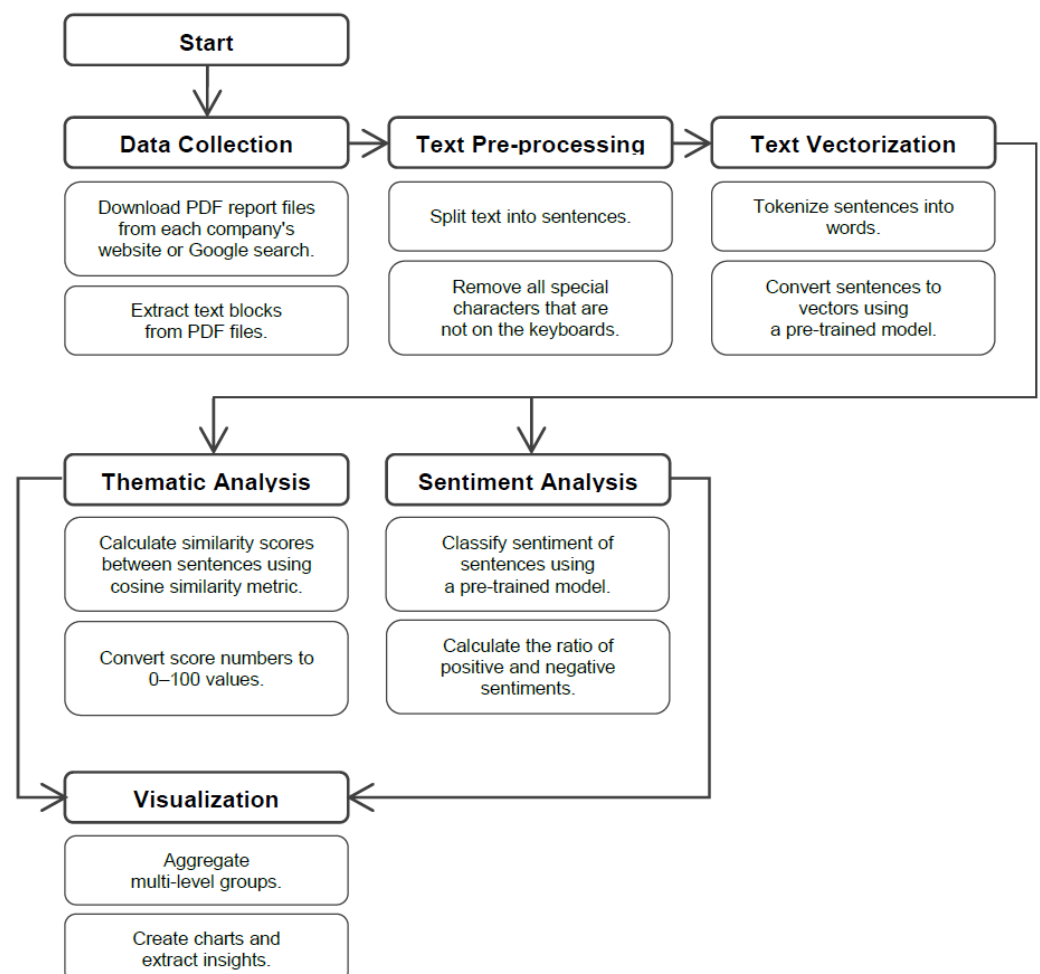 Start
Data Collection
Download PDF report files
from each company's
website or Google search.
Extract text blocks
from PDF files.
Text Pre-processing
Split text into sentences.
Remove all special
characters that are
not on the keyboards.
Text Vectorization
Tokenize sentences into
words.
Convert sentences to
vectors using
a pre-trained model.
Thematic Analysis
Calculate similarity scores
between sentences using
cosine similarity metric.
Convert score numbers to
0–100 values.
Sentiment Analysis
Classify sentiment of
sentences using
a pre-trained model.
Calculate the ratio of
positive and negative
sentiments.
Visualization
Aggregate
multi-level groups.
Create charts and
extract insights.